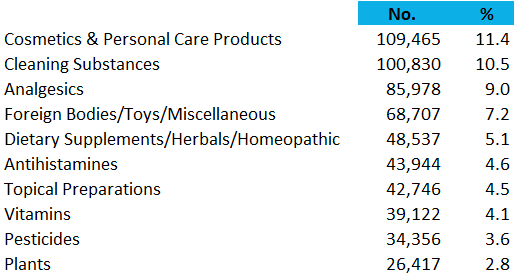 No. %
Cosmetics & Personal Care Products 109,465 11.4
Cleaning Substances 100,830 10.5
Analgesics 85,978 9.0
Foreign Bodies/Toys/Miscellaneous 68,707 7.2
Dietary Supplements/Herbals/Homeopathic 48,537 5.1
Antihistamines 43,944 4.6
Topical Preparations 42,746 4.5
Vitamins 39,122 4.1
Pesticides 34,356 3.6
Plants 26,417 2.8